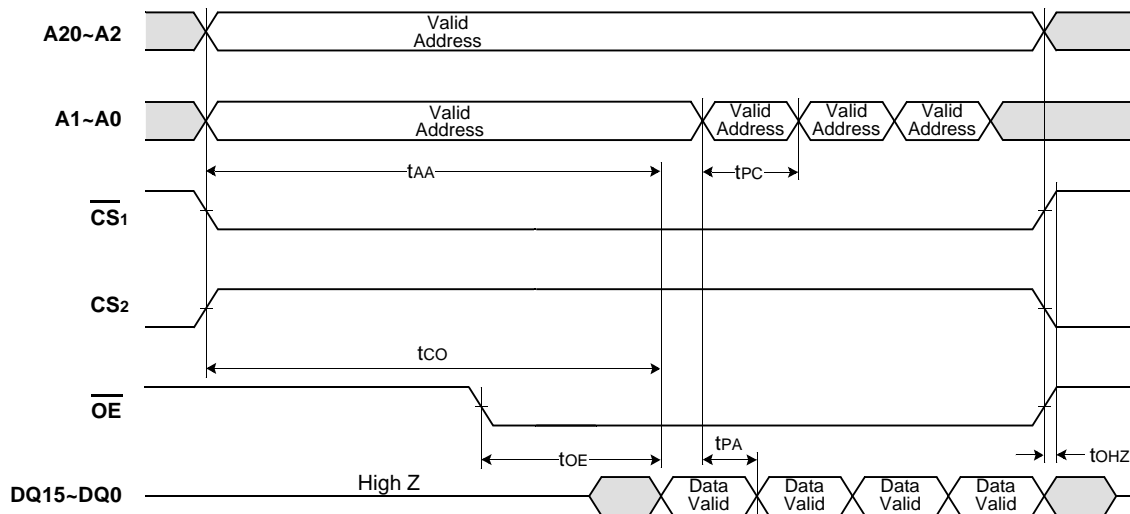 A20~A2
Valid
Address
A1~A0
Valid
Address
Valid
Address
Valid
Address
Valid
Address
tAA
tPC
CS1
CS2
tCO
OE
tPA
tOE
tOHZ
DQ15~DQ0
High Z
Data
Valid
Data
Valid
Data
Valid
Data
Valid